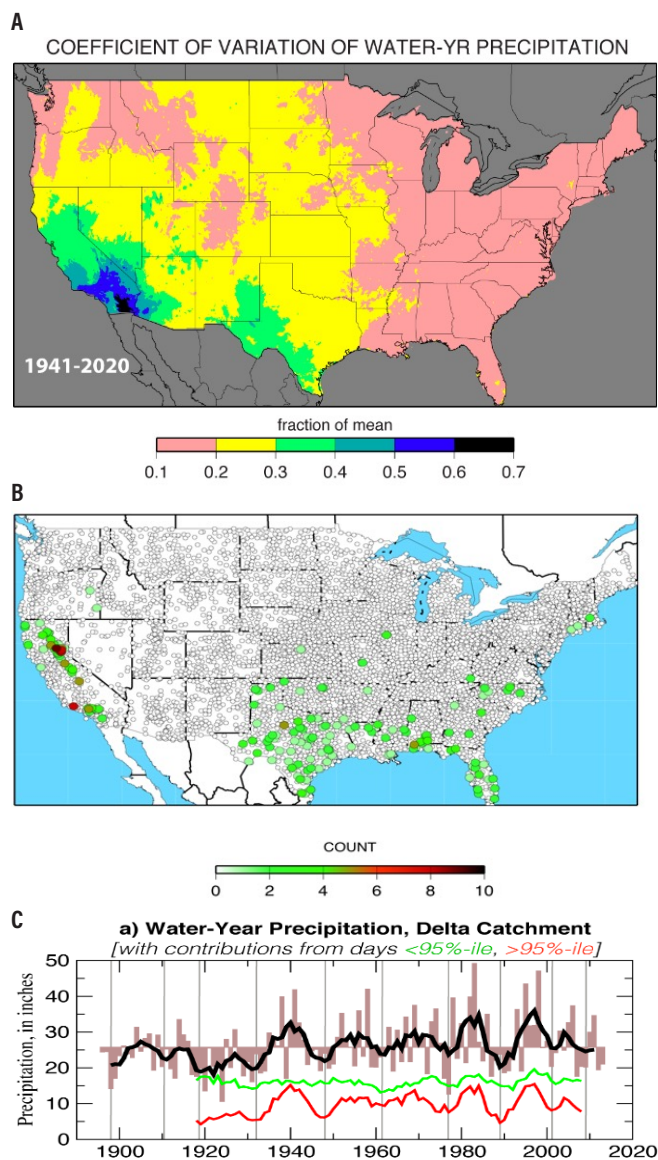 A
COEFFICIENT OF VARIATION OF WATER-YR PRECIPITATION
1941-2020
fraction of mean
0.1 0.2 0.3 0.4 0.5 0.6 0.7
B
COUNT
0 2 4 6 8 10
C
a) Water-Year Precipitation, Delta Catchment
[with contributions from days <95%-ile, >95%-ile]
Precipitation, in inches
50
40
30
20
10
0
1900 1920 1940 1960 1980 2000 2020